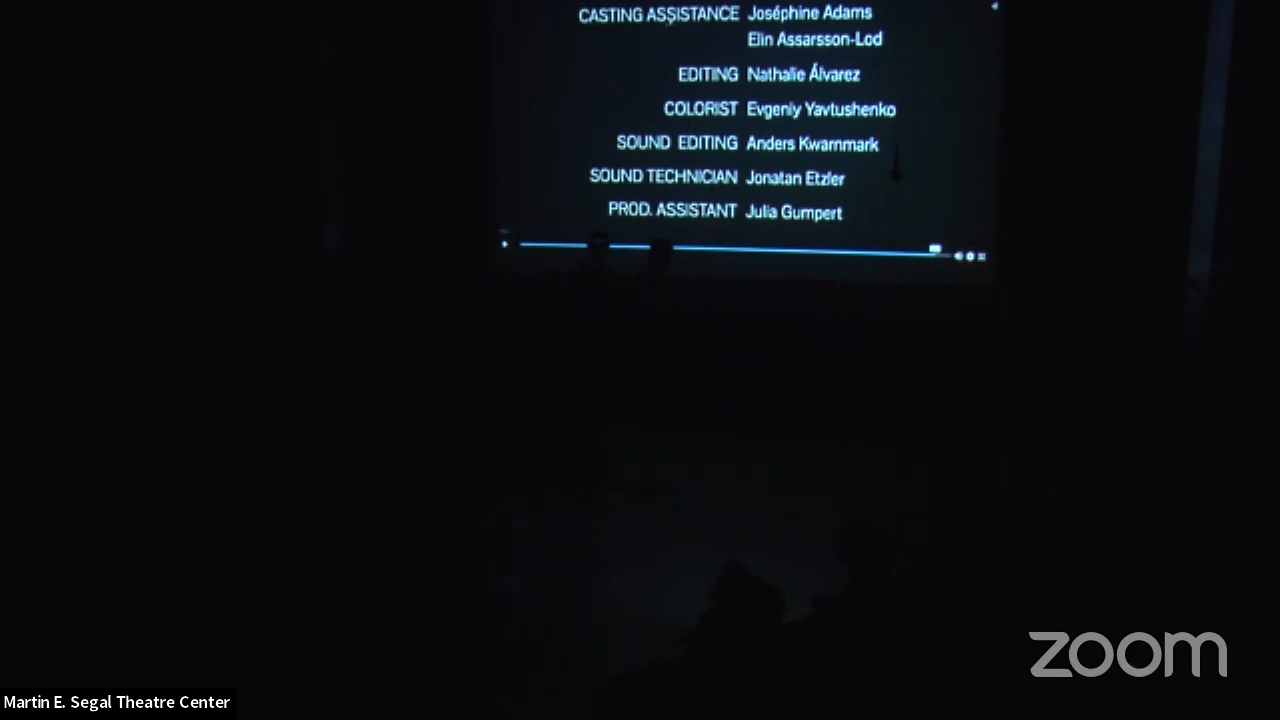 CASTING ASSISTANCE Joséphine Adams
Elin Assarsson-Lod
EDITING Nathalie Álvarez
COLORIST Evgeniy Yavtushenko
SOUND EDITING Anders Kwarnmark
SOUND TECHNICIAN Jonatan Etzler
PROD. ASSISTANT Julia Gumpert
zoom
Martin E. Segal Theatre Center